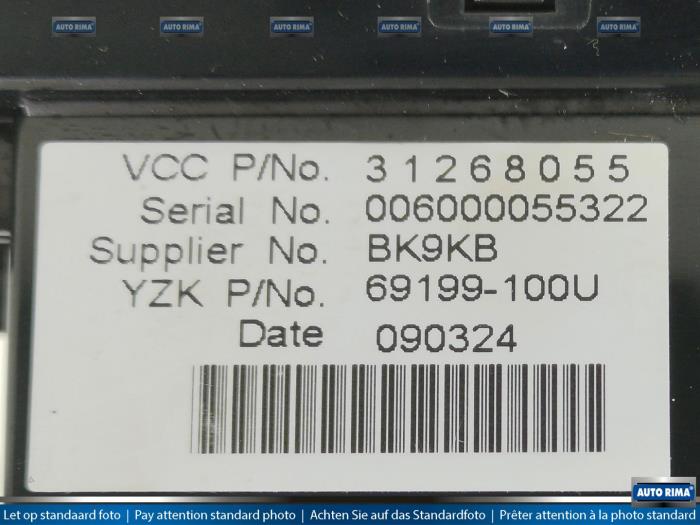 AUTO RIMA AUTO RIMA AUTO RIMA AUTO RIMA AUTO RIMA AUTO RIMA
VCC P/No. 31268055
Serial No. 006000055322
Supplier No. BK9KB
YZK P/No. 69199-100U
Date 090324
AUTO RIMA
Let op standaard foto | Pay attention standard photo | Achten Sie auf das Standardfoto | Prêter attention à la photo standard